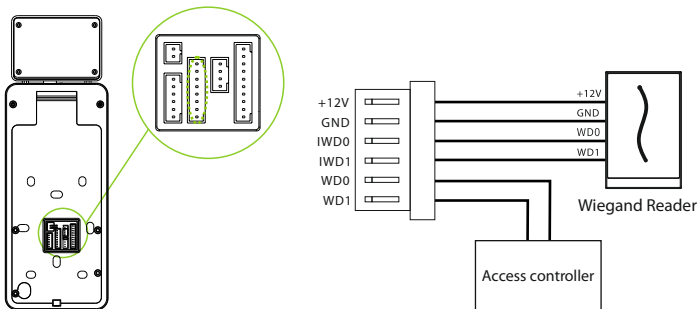 +12V
GND
IWD0
IWD1
WD0
WD1
+12V
GND
WD0
WD1
Wiegand Reader
Access controller